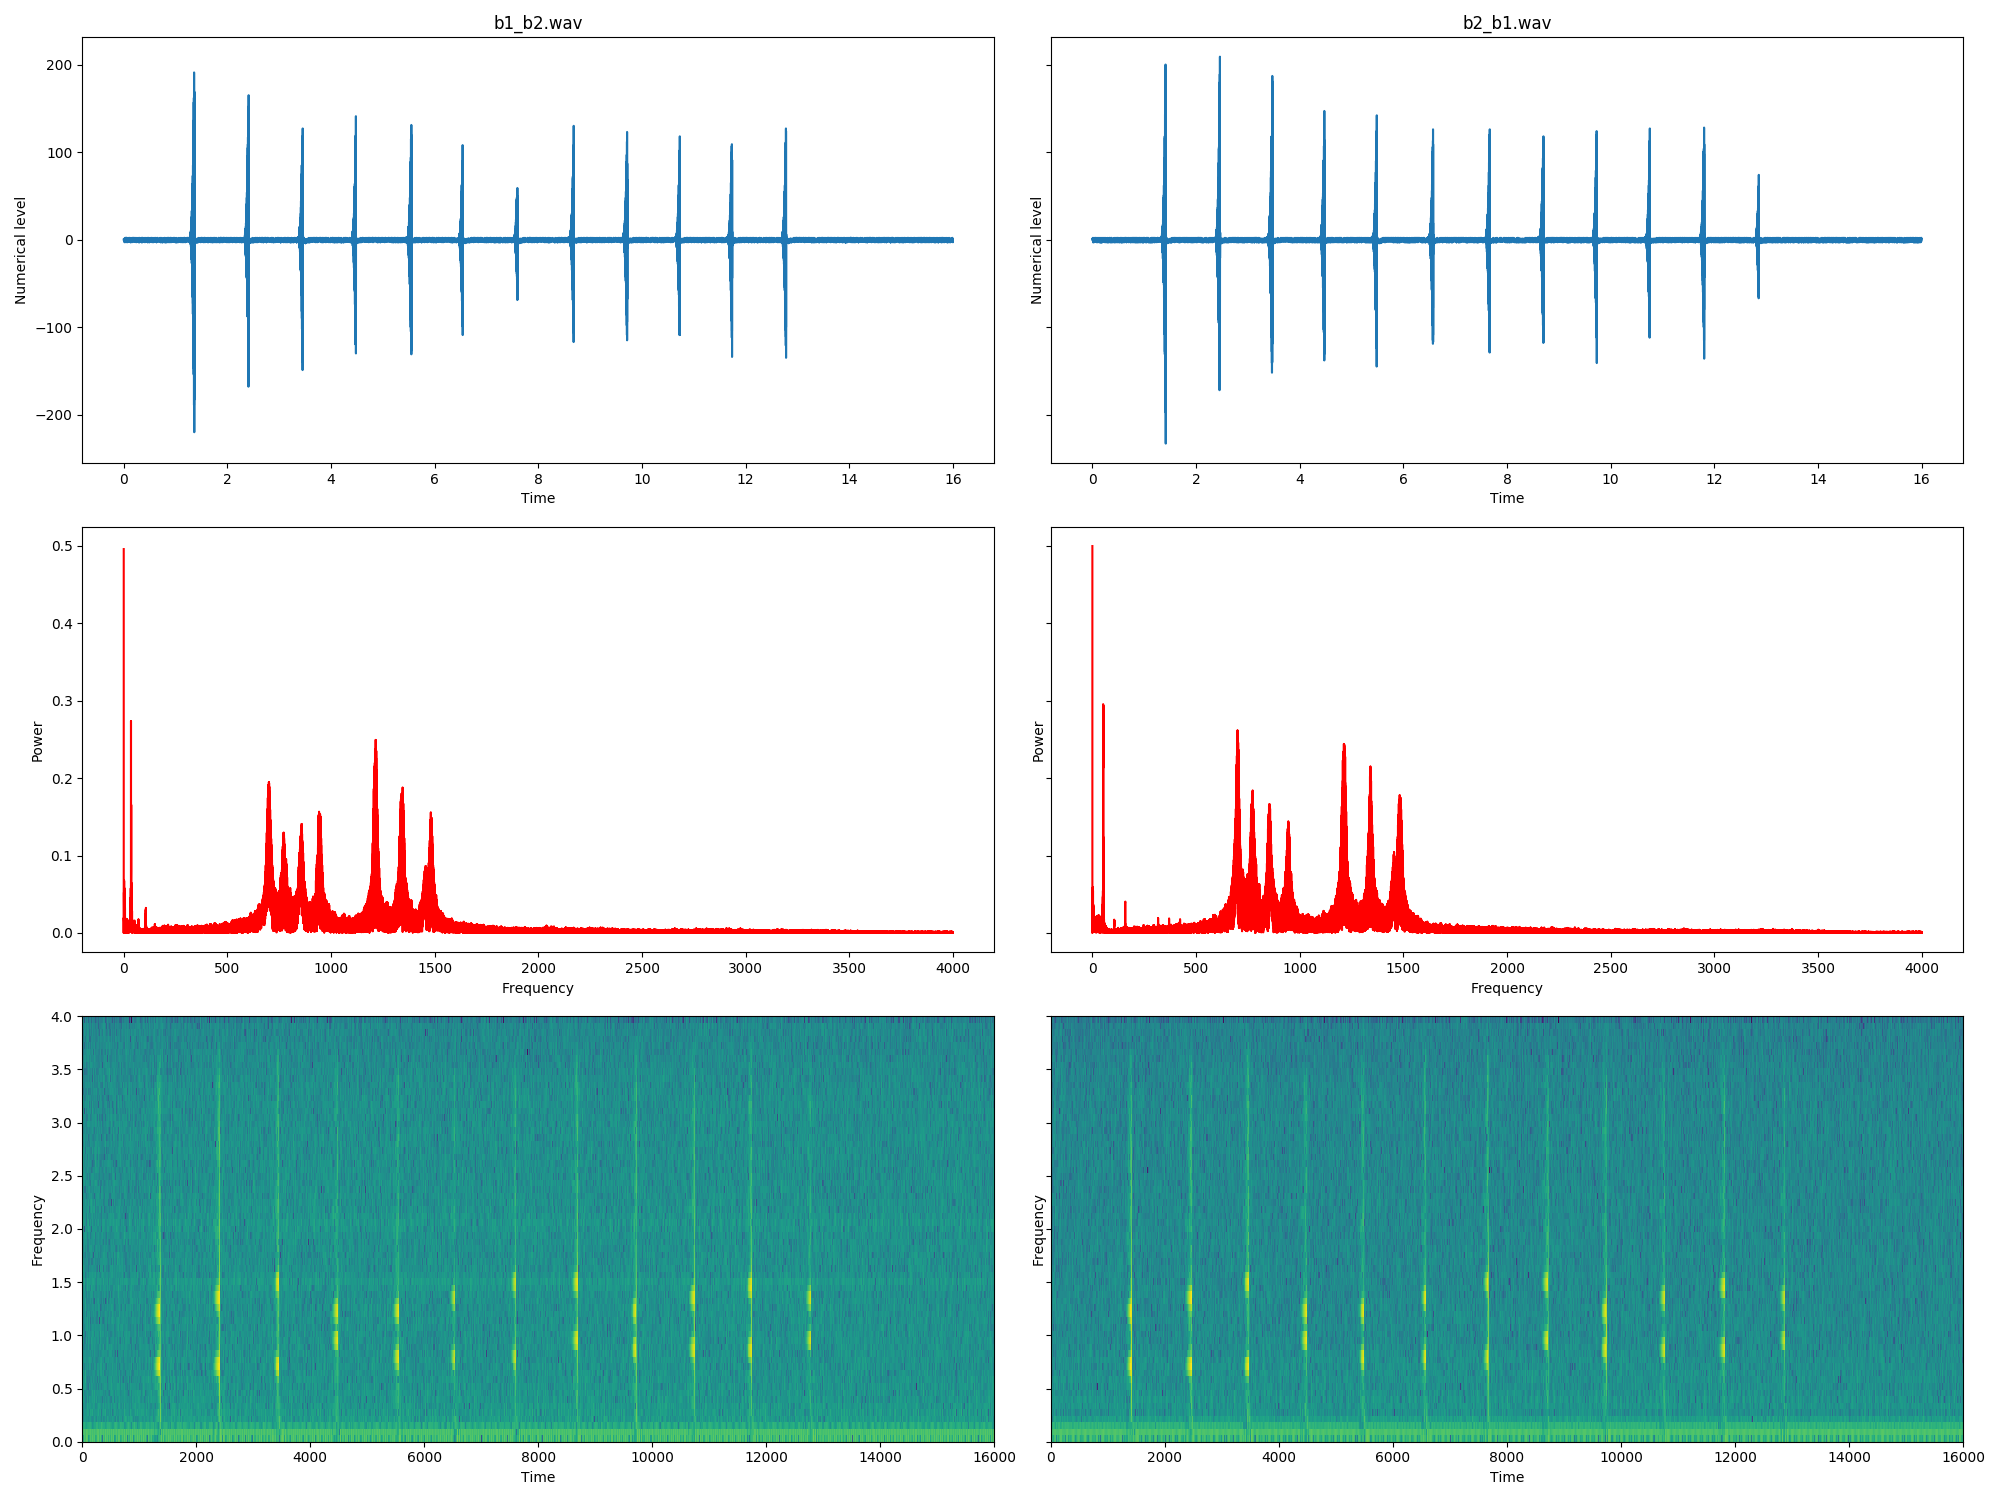 b1_b2.wav
b2_b1.wav
200
100
0
−100
−200
Numerical level
Numerical level
0 2 4 6 8 10 12 14 16
0 2 4 6 8 10 12 14 16
Time
Time
0.5
0.4
0.3
0.2
0.1
0.0
Power
Power
0 500 1000 1500 2000 2500 3000 3500 4000
0 500 1000 1500 2000 2500 3000 3500 4000
Frequency
Frequency
4.0
3.5
3.0
2.5
2.0
1.5
1.0
0.5
0.0
Frequency
Frequency
0 2000 4000 6000 8000 10000 12000 14000 16000
0 2000 4000 6000 8000 10000 12000 14000 16000
Time
Time